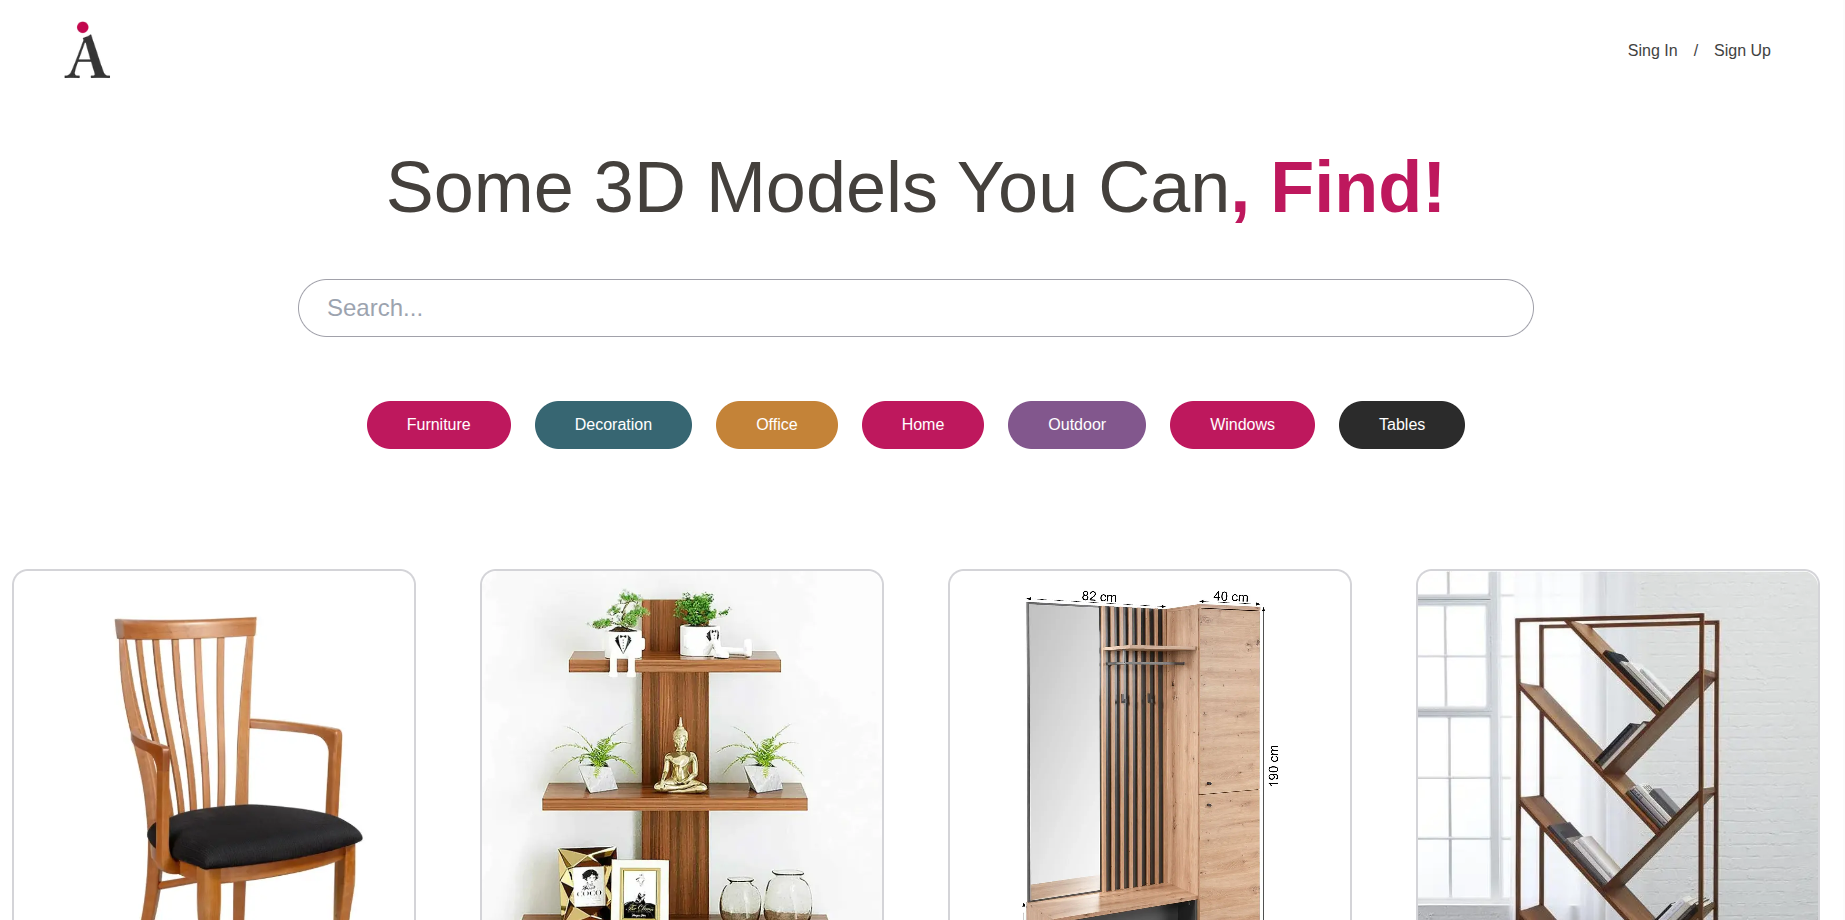 A
Sing In / Sign Up
Some 3D Models You Can, Find!
Search...
Furniture
Decoration
Office
Home
Outdoor
Windows
Tables
82 cm
40 cm
190 cm
COCO